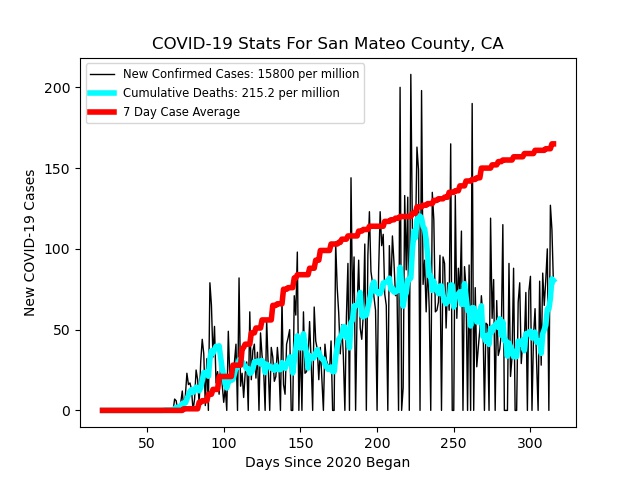 COVID-19 Stats For San Mateo County, CA
New Confirmed Cases: 15800 per million
Cumulative Deaths: 215.2 per million
7 Day Case Average
New COVID-19 Cases
200
150
100
50
0
50 100 150 200 250 300
Days Since 2020 Began